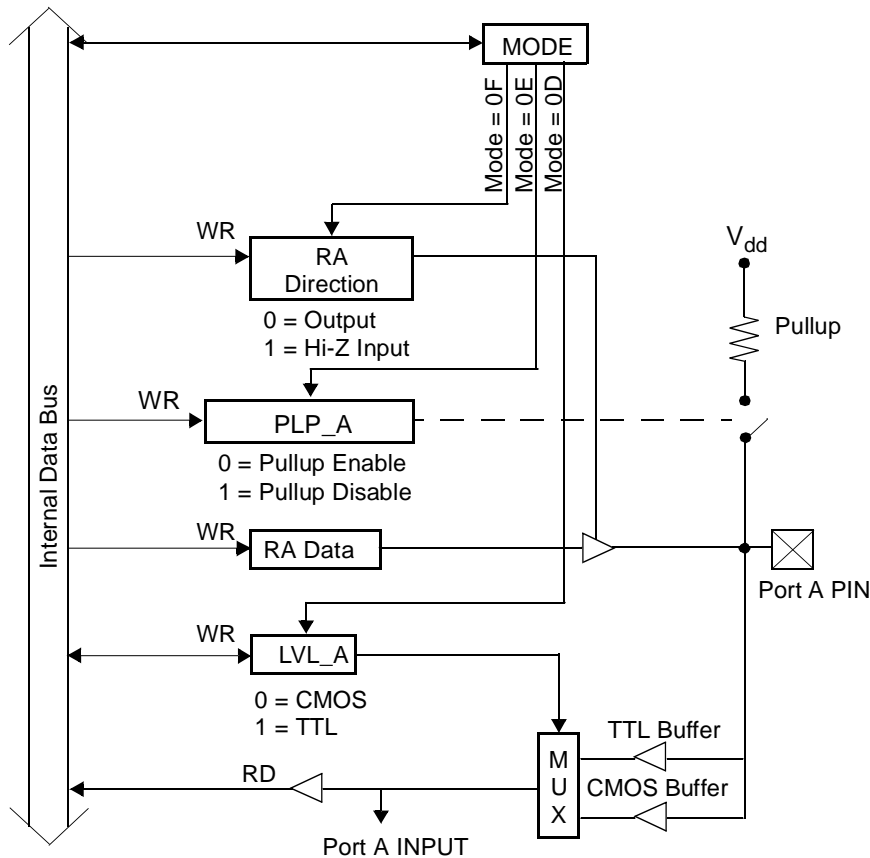 MODE
Mode = 0F
Mode = 0E
Mode = 0D
WR
RA
Direction
0 = Output
1 = Hi-Z Input
Vdd
Pullup
WR
PLP_A
0 = Pullup Enable
1 = Pullup Disable
Internal Data Bus
WR
RA Data
Port A PIN
WR
LVL_A
0 = CMOS
1 = TTL
TTL Buffer
M
U
X
CMOS Buffer
RD
Port A INPUT